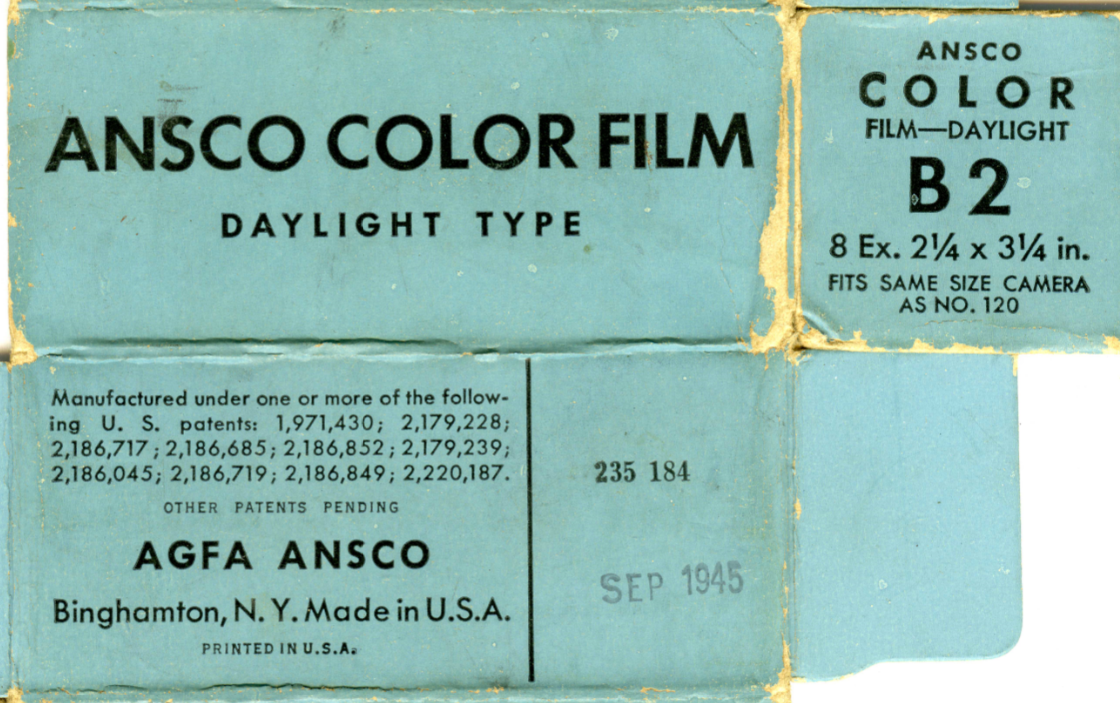 ANSCO COLOR FILM
DAYLIGHT TYPE
ANSCO
COLOR
FILM—DAYLIGHT
B2
8 Ex. 2¼ x 3¼ in.
FITS SAME SIZE CAMERA
AS NO. 120
Manufactured under one or more of the follow-
ing U. S. patents: 1,971,430; 2,179,228;
2,186,717; 2,186,685; 2,186,852; 2,179,239;
2,186,045; 2,186,719; 2,186,849; 2,220,187.
OTHER PATENTS PENDING
AGFA ANSCO
Binghamton, N. Y. Made in U.S.A.
PRINTED IN U.S.A.
235 184
SEP 1945